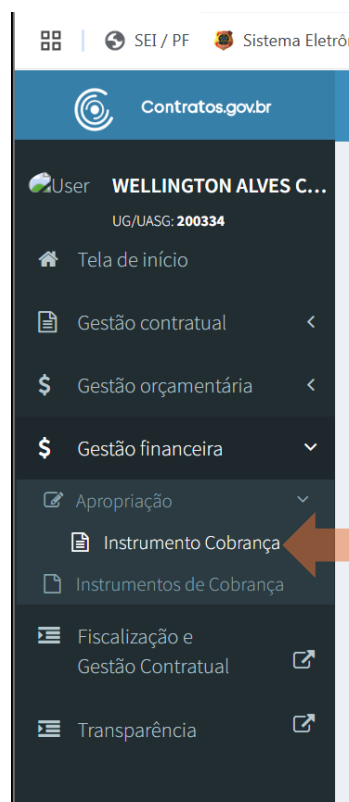 SEI / PF Sistema Eletrôn
Contratos.gov.br
User WELLINGTON ALVES C...
UG/UASG: 200334
Tela de início
Gestão contratual
Gestão orçamentária
Gestão financeira
Apropriação
Instrumento Cobrança
Instrumentos de Cobrança
Fiscalização e
Gestão Contratual
Transparência